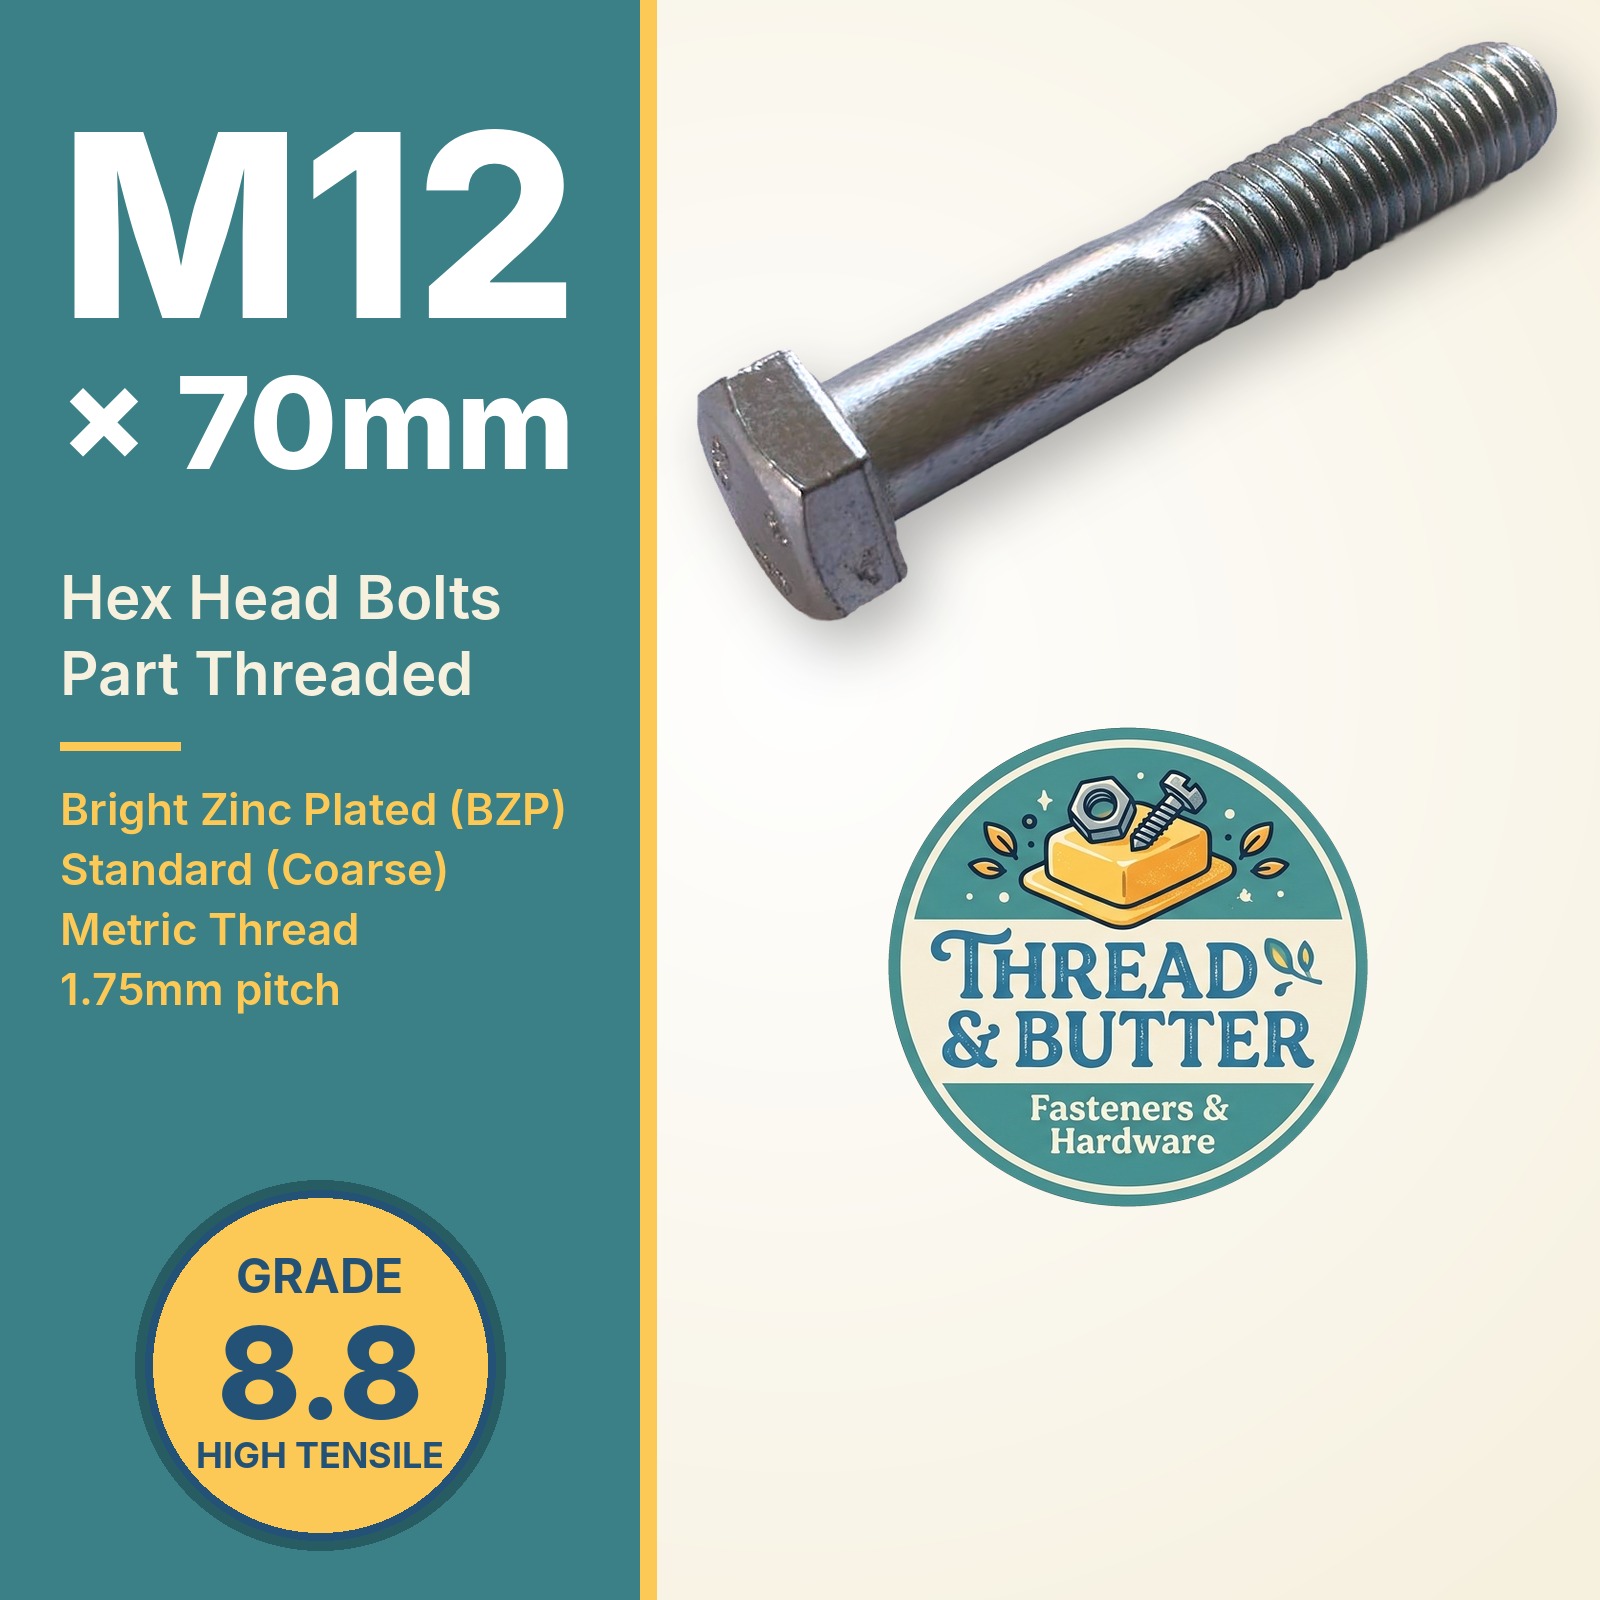 M12
× 70mm
Hex Head Bolts
Part Threaded
Bright Zinc Plated (BZP)
Standard (Coarse)
Metric Thread
1.75mm pitch
GRADE
8.8
HIGH TENSILE
THREAD
& BUTTER
Fasteners &
Hardware